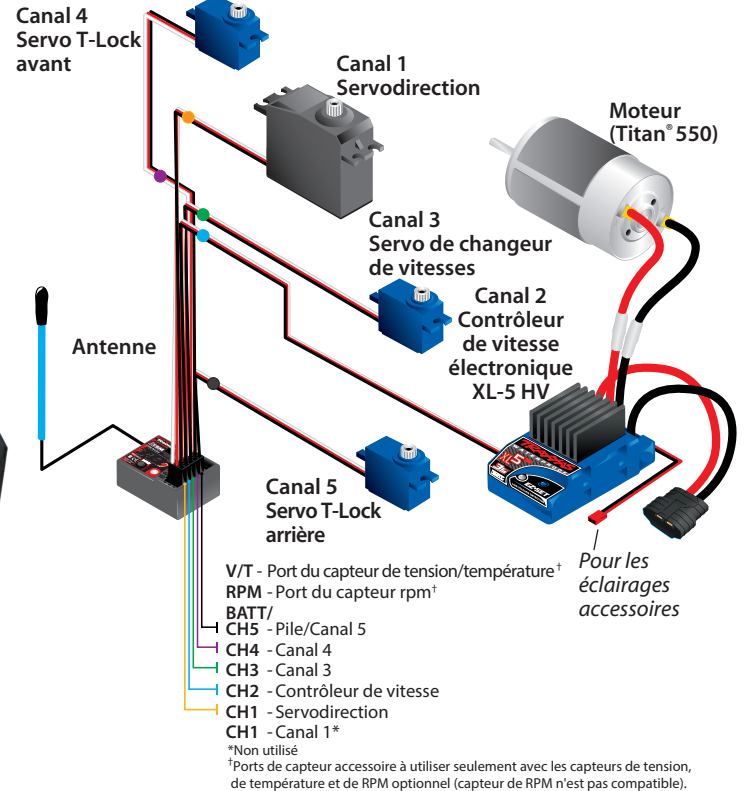 Canal 4
Servo T-Lock
avant
Canal 1
Servodirection
Moteur
(Titan® 550)
Canal 3
Servo de changeur
de vitesses
Canal 2
Contrôleur
de vitesse
électronique
XL-5 HV
Antenne
TRAXXAS
XL5
EZ-SET
Canal 5
Servo T-Lock
arrière
Pour les
éclairages
accessoires
V/T - Port du capteur de tension/température†
RPM - Port du capteur rpm†
BATT/
CH5 - Pile/Canal 5
CH4 - Canal 4
CH3 - Canal 3
CH2 - Contrôleur de vitesse
CH1 - Servodirection
CH1 - Canal 1*
*Non utilisé
†Ports de capteur accessoire à utiliser seulement avec les capteurs de tension,
de température et de RPM optionnel (capteur de RPM n'est pas compatible).